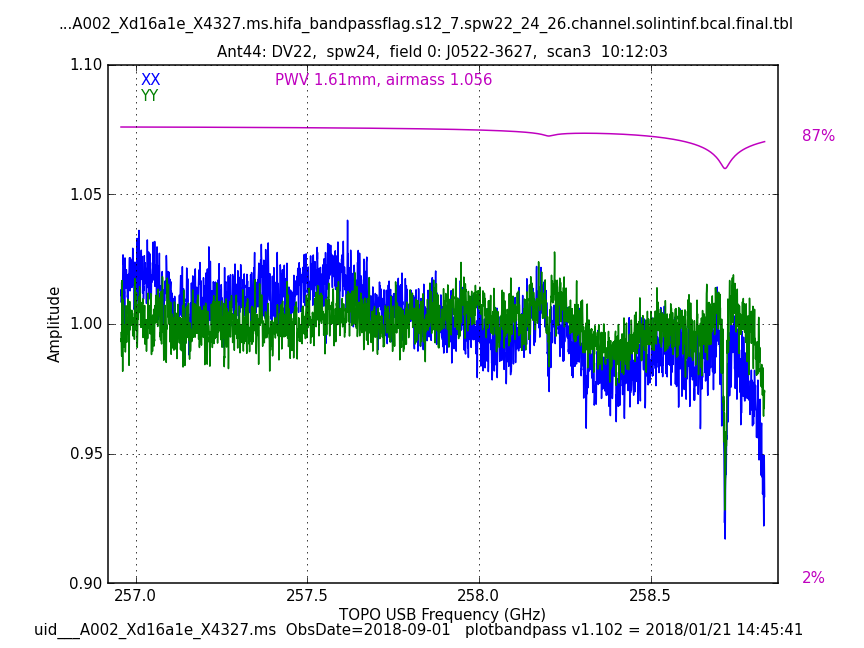 ...A002_Xd16a1e_X4327.ms.hifa_bandpassflag.s12_7.spw22_24_26.channel.solintinf.bcal.final.tbl
Ant44: DV22,  spw24,  field 0: J0522-3627,  scan3  10:12:03
1.10
XX
PWV 1.61mm, airmass 1.056
YY
87%
1.05
1.00
Amplitude
0.95
0.90
2%
257.0 257.5 258.0 258.5
TOPO USB Frequency (GHz)
uid___A002_Xd16a1e_X4327.ms  ObsDate=2018-09-01   plotbandpass v1.102 = 2018/01/21 14:45:41